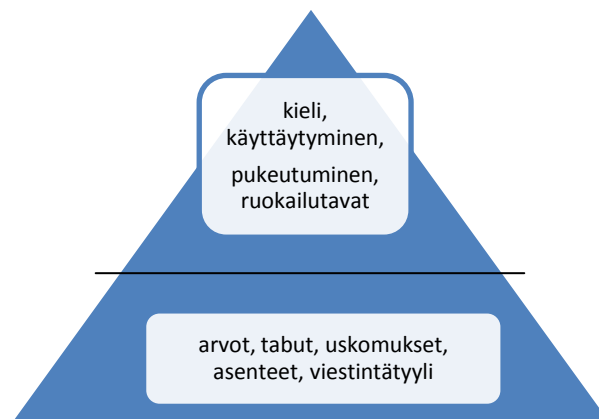 kieli,
käyttäytyminen,
pukeutuminen,
ruokailutavat
arvot, tabut, uskomukset,
asenteet, viestintätyyli